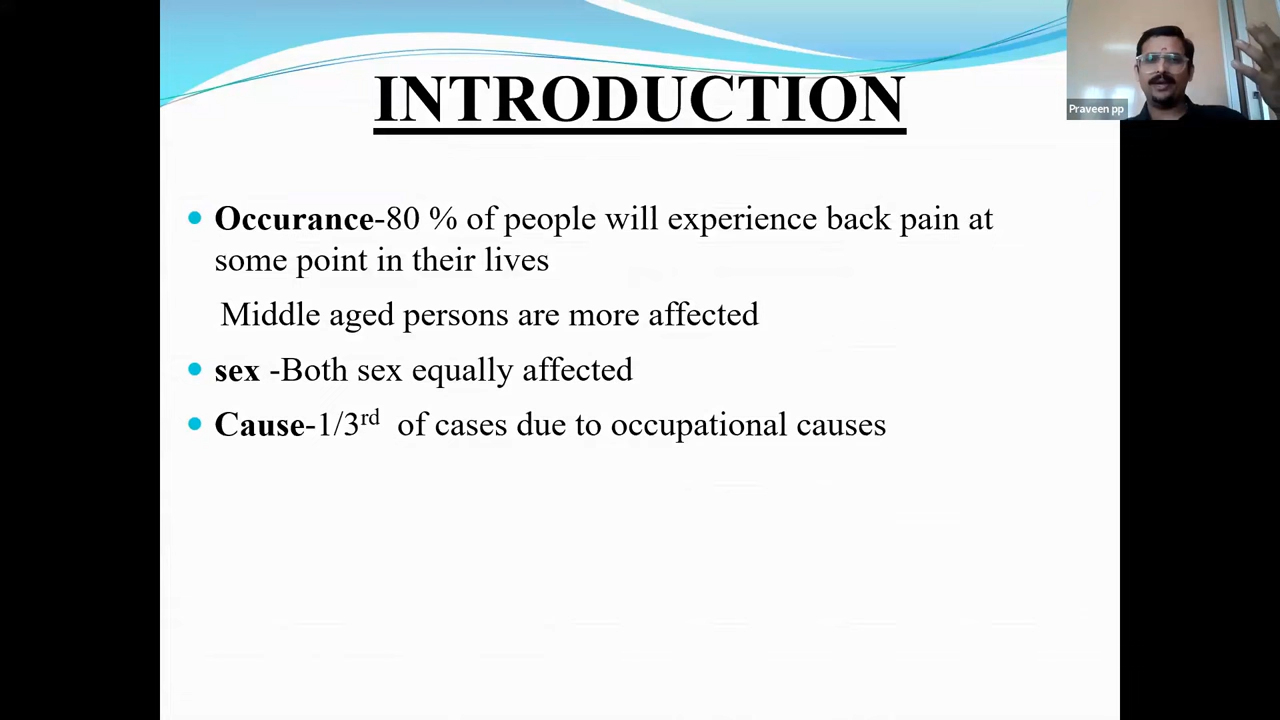 INTRODUCTION
Praveen pp
Occurance-80 % of people will experience back pain at
some point in their lives
Middle aged persons are more affected
sex -Both sex equally affected
Cause-1/3rd of cases due to occupational causes